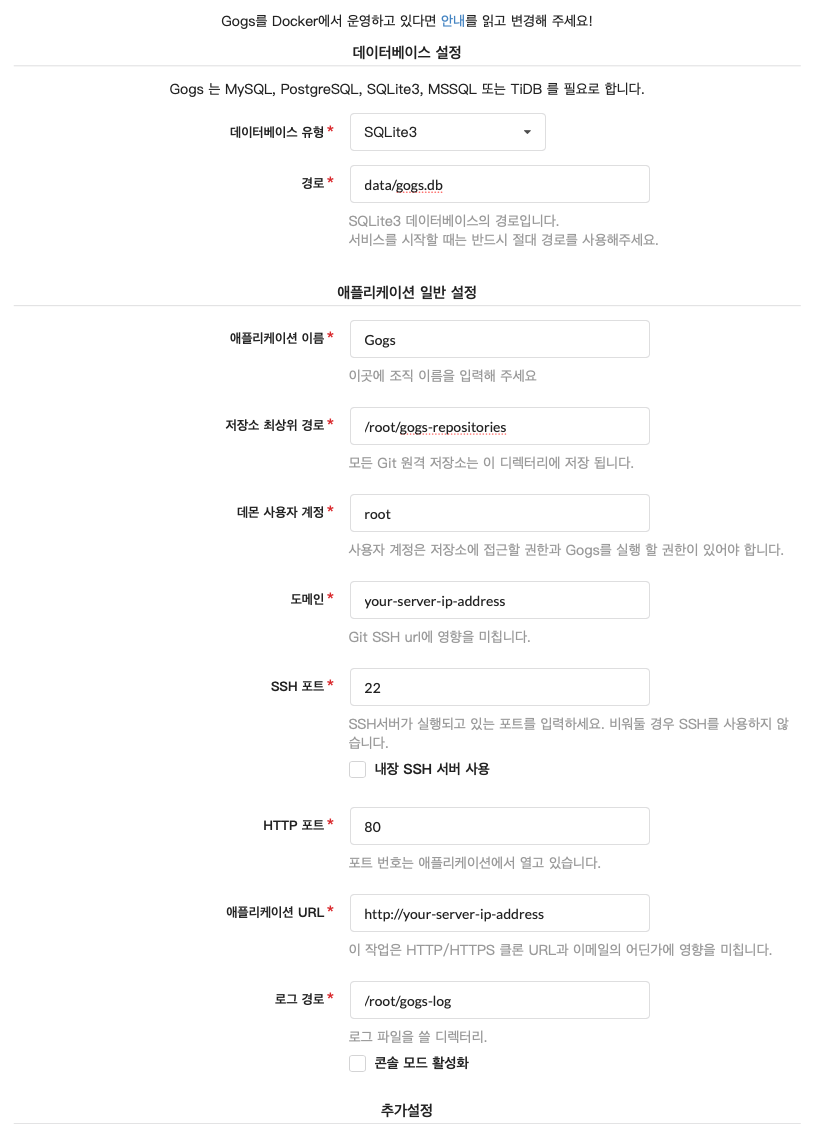 Gogs를 Docker에서 운영하고 있다면 안내를 읽고 변경해 주세요!
데이터베이스 설정
Gogs 는 MySQL, PostgreSQL, SQLite3, MSSQL 또는 TiDB 를 필요로 합니다.
데이터베이스 유형* SQLite3
경로* data/gogs.db
SQLite3 데이터베이스의 경로입니다.
서비스를 시작할 때는 반드시 절대 경로를 사용해주세요.
애플리케이션 일반 설정
애플리케이션 이름* Gogs
이곳에 조직 이름을 입력해 주세요
저장소 최상위 경로* /root/gogs-repositories
모든 Git 원격 저장소는 이 디렉터리에 저장 됩니다.
데몬 사용자 계정* root
사용자 계정은 저장소에 접근할 권한과 Gogs를 실행 할 권한이 있어야 합니다.
도메인* your-server-ip-address
Git SSH url에 영향을 미칩니다.
SSH 포트* 22
SSH서버가 실행되고 있는 포트를 입력하세요. 비워둘 경우 SSH를 사용하지 않
습니다.
내장 SSH 서버 사용
HTTP 포트* 80
포트 번호는 애플리케이션에서 열고 있습니다.
애플리케이션 URL* http://your-server-ip-address
이 작업은 HTTP/HTTPS 클론 URL과 이메일의 어딘가에 영향을 미칩니다.
로그 경로* /root/gogs-log
로그 파일을 쓸 디렉터리.
콘솔 모드 활성화
추가설정